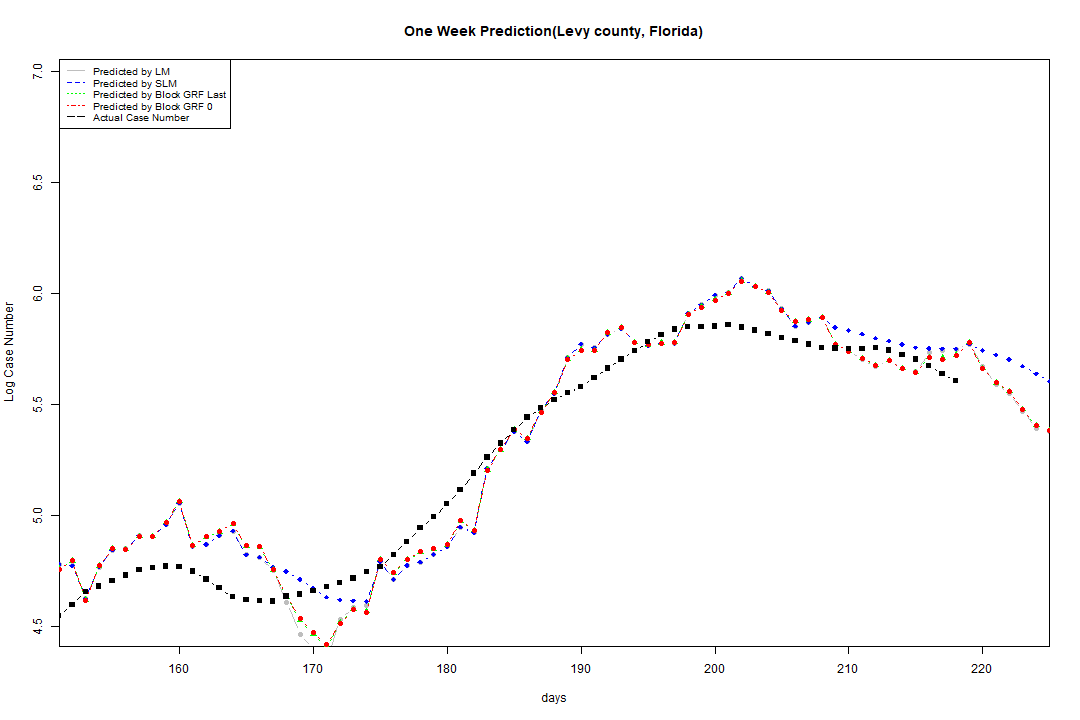 One Week Prediction(Levy county, Florida)
Predicted by LM
Predicted by SLM
Predicted by Block GRF Last
Predicted by Block GRF 0
Actual Case Number
7.0
6.5
6.0
5.5
5.0
4.5
Log Case Number
160 170 180 190 200 210 220
days